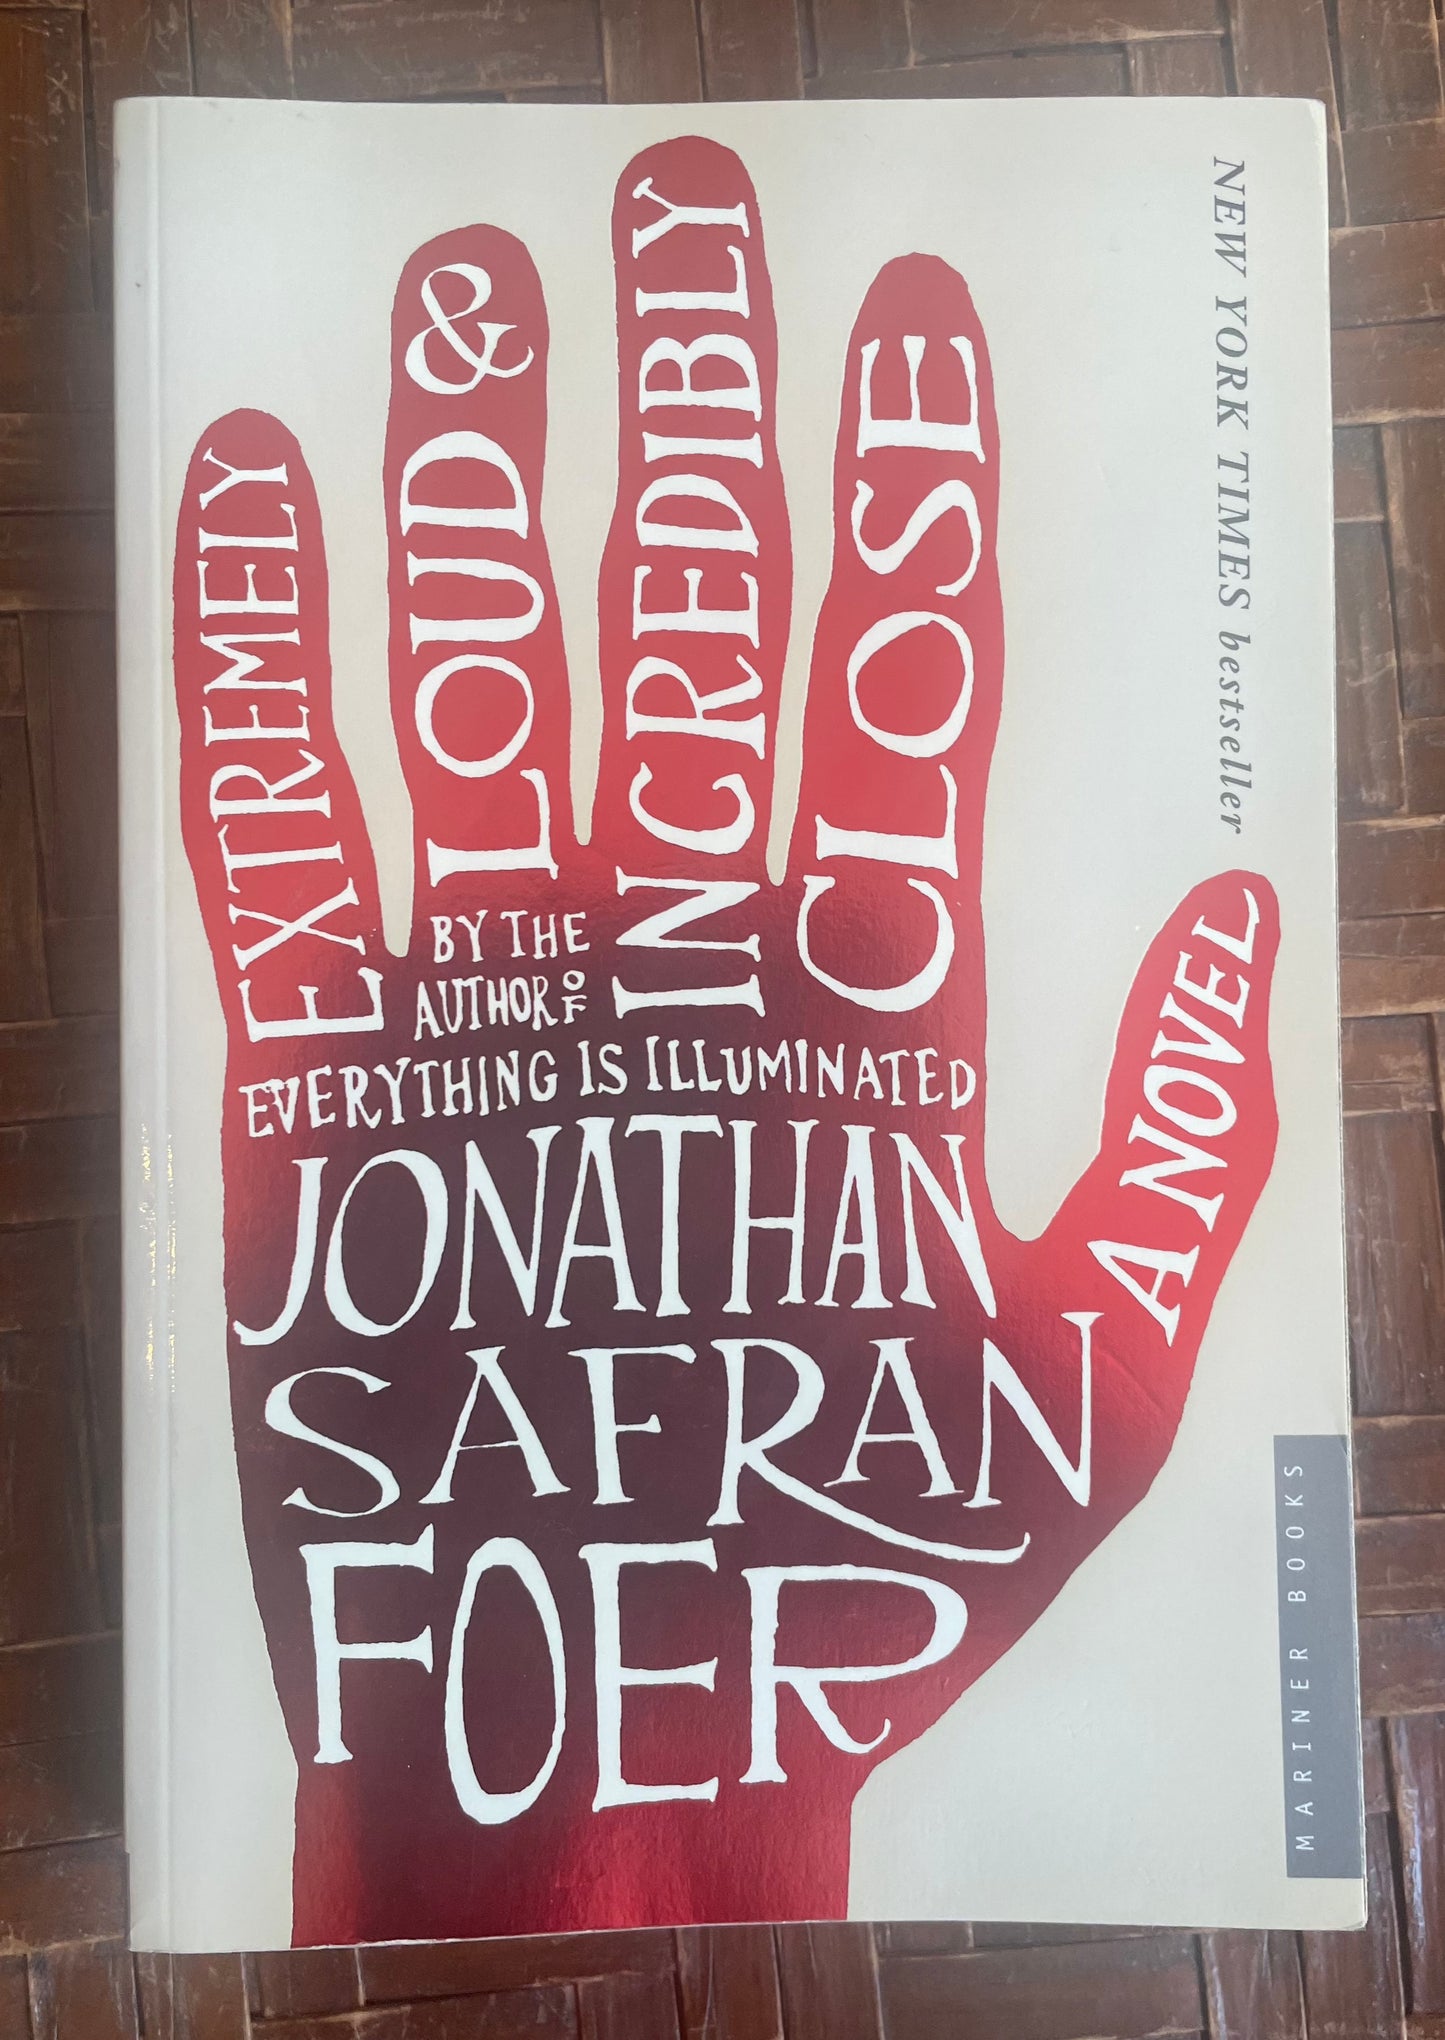 EXTREMELY
LOUD &
INCREDIBLY
CLOSE
A NOVEL
BY THE
AUTHOR OF
EVERYTHING IS ILLUMINATED
JONATHAN
SAFRAN
FOER
NEW YORK TIMES bestseller
MARINER BOOKS